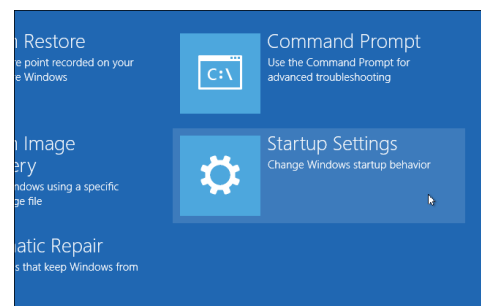 Restore
e point recorded on your
e Windows
Image
ery
ndows using a specific
ge file
atic Repair
s that keep Windows from
Command Prompt
Use the Command Prompt for
advanced troubleshooting
C:\
Startup Settings
Change Windows startup behavior